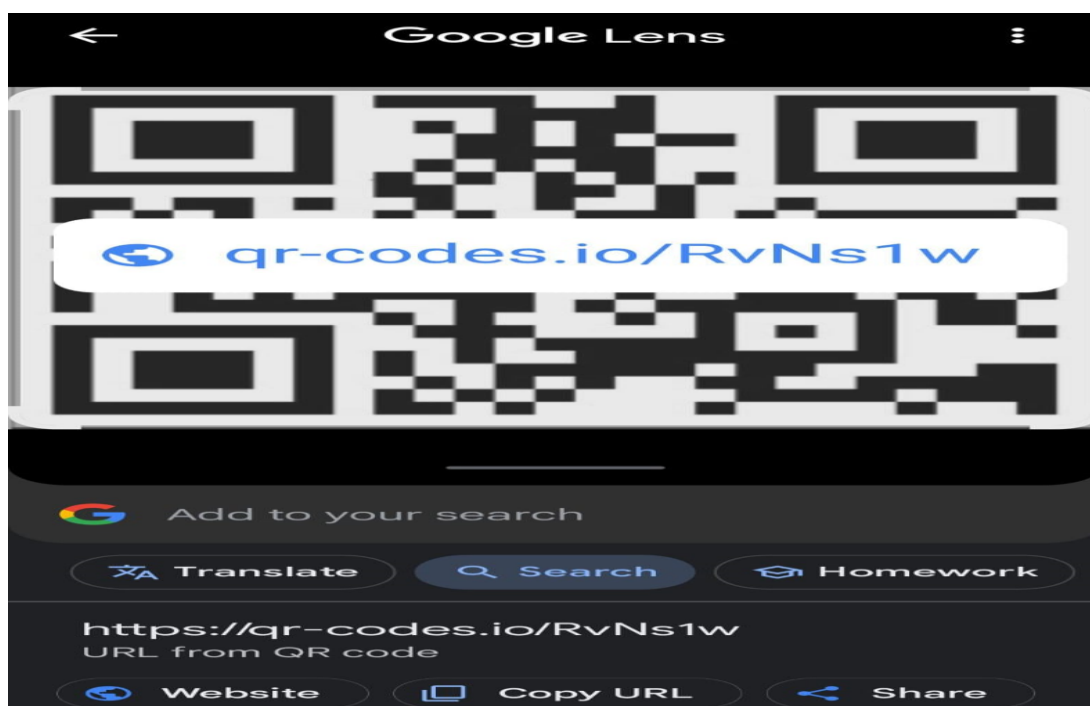 Google Lens
qr-codes.io/RvNs1w
Add to your search
Translate Search Homework
https://qr-codes.io/RvNs1w
URL from QR code
Website Copy URL Share